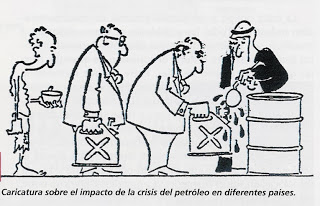 Caricatura sobre el impacto de la crisis del petróleo en diferentes países.